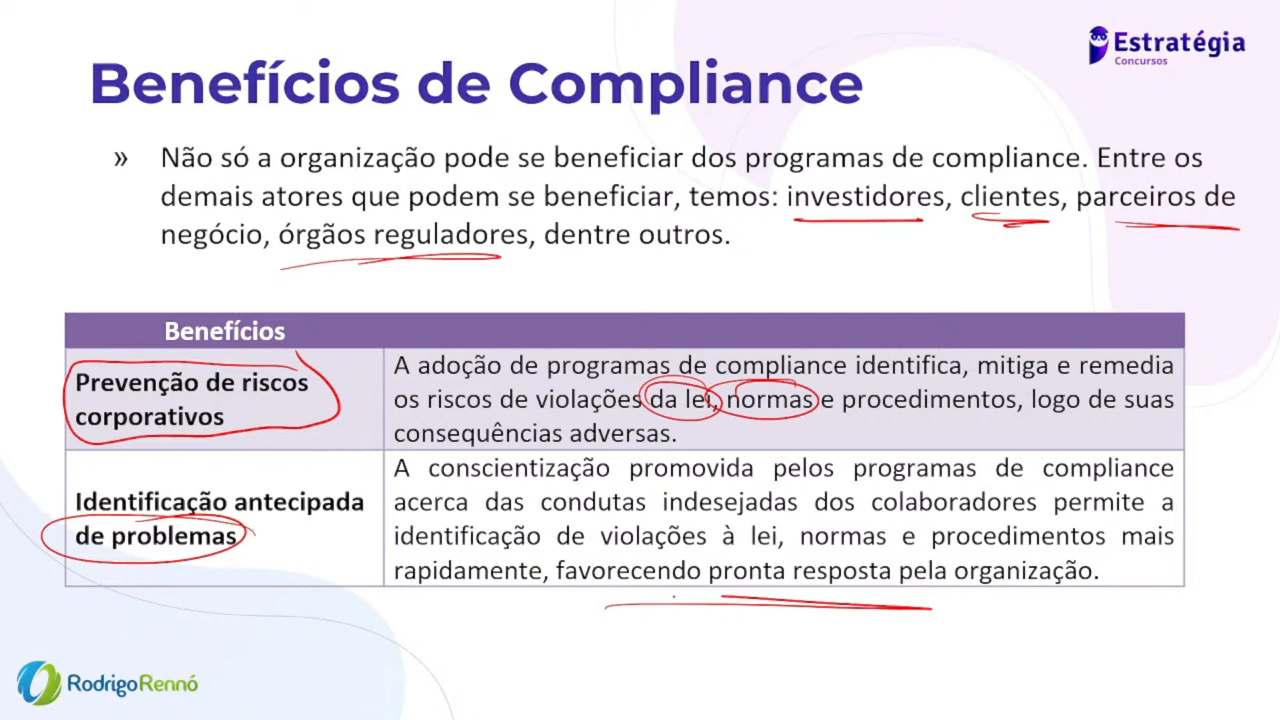 Estratégia
Concursos
Benefícios de Compliance
» Não só a organização pode se beneficiar dos programas de compliance. Entre os
demais atores que podem se beneficiar, temos: investidores, clientes, parceiros de
negócio, órgãos reguladores, dentre outros.
Benefícios
Prevenção de riscos
corporativos
A adoção de programas de compliance identifica, mitiga e remedia
os riscos de violações da lei, normas e procedimentos, logo de suas
consequências adversas.
Identificação antecipada
de problemas
A conscientização promovida pelos programas de compliance
acerca das condutas indesejadas dos colaboradores permite a
identificação de violações à lei, normas e procedimentos mais
rapidamente, favorecendo pronta resposta pela organização.
RodrigoRennó